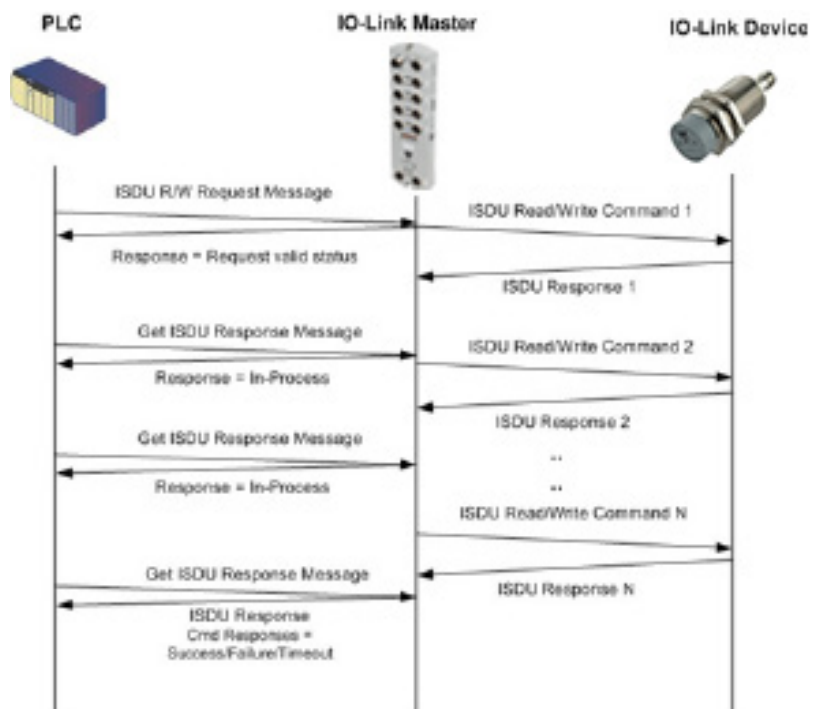 PLC
IO-Link Master
IO-Link Device
ISDU R/W Request Message
ISDU Read/Write Command 1
Response = Request valid status
ISDU Response 1
Get ISDU Response Message
ISDU Read/Write Command 2
Response = In-Process
ISDU Response 2
Get ISDU Response Message
..
Response = In-Process
..
ISDU Read/Write Command N
Get ISDU Response Message
ISDU Response N
ISDU Response
Cmd Responses =
Success/Failure/Timeout